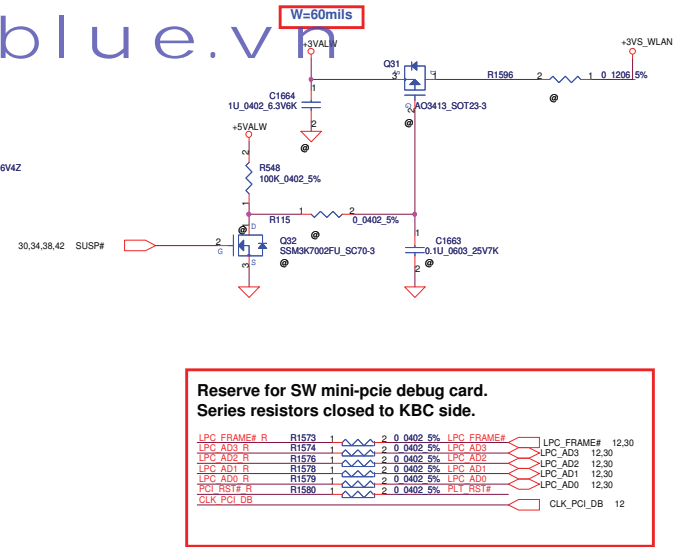 W=60mils
blue.vn
+3VALW
Q31
+3VS_WLAN
3 S D 1
R1596 2 1 0_1206_5%
@
C1664
1U_0402_6.3V6K
1
2
@
G 2
AO3413_SOT23-3
@
+5VALW
6V4Z
2
R548
100K_0402_5%
1
R115
1 2
0_0402_5%
@
@
1 D
30,34,38,42 SUSP#
2 G
Q32
SSM3K7002FU_SC70-3
@
3 S
1
C1663
0.1U_0603_25V7K
2
@
Reserve for SW mini-pcie debug card.
Series resistors closed to KBC side.
LPC_FRAME#_R R1573 1 2 0_0402_5% LPC_FRAME# LPC_FRAME# 12,30
LPC_AD3_R R1574 1 2 0_0402_5% LPC_AD3 LPC_AD3 12,30
LPC_AD2_R R1576 1 2 0_0402_5% LPC_AD2 LPC_AD2 12,30
LPC_AD1_R R1578 1 2 0_0402_5% LPC_AD1 LPC_AD1 12,30
LPC_AD0_R R1579 1 2 0_0402_5% LPC_AD0 LPC_AD0 12,30
PCI_RST#_R R1580 1 2 0_0402_5% PLT_RST#
CLK_PCI_DB CLK_PCI_DB 12